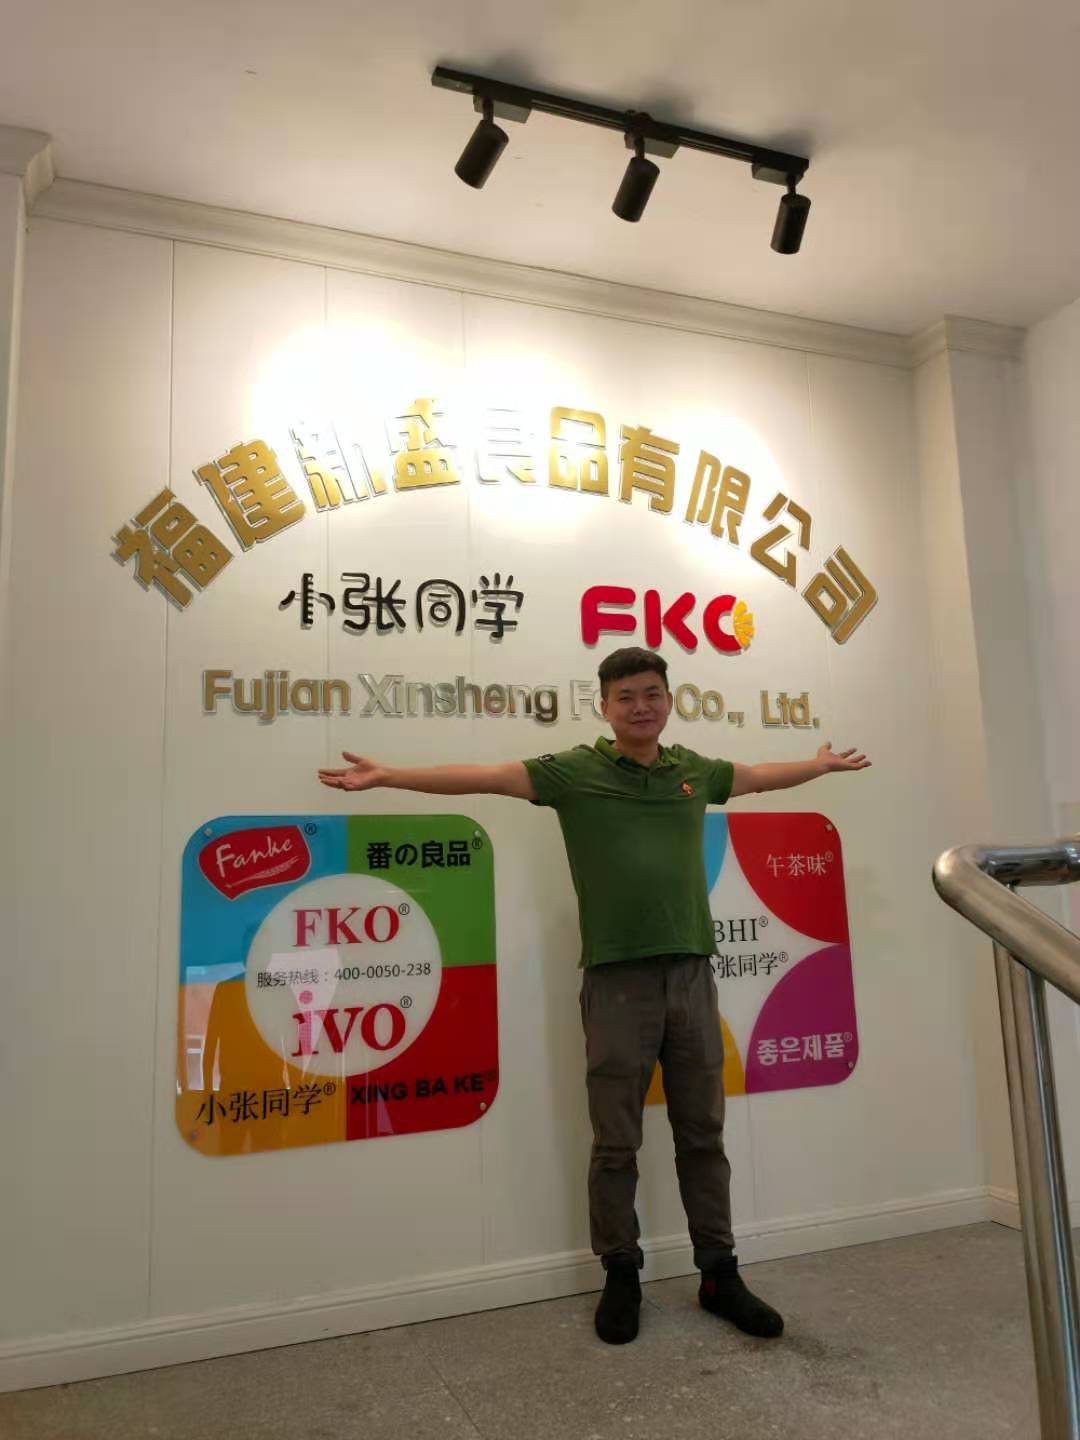 福建新盛食品有限公司
小张同学 FKO
Fujian Xinsheng Co., Ltd.
Fanke®
番の良品®
FKO®
服务热线：400-0050-238
iVO®
小张同学® XING BA KE®
午茶味®
BHI®
小张同学®
좋은제품®